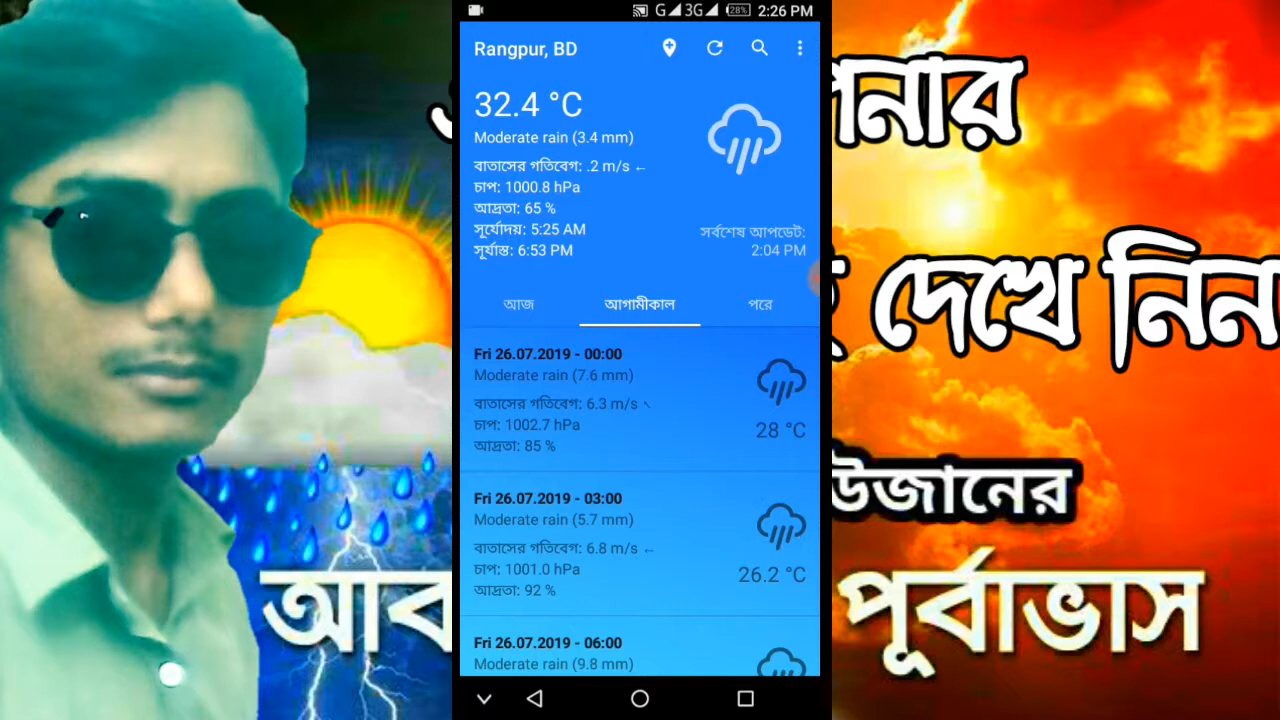 G 3G 28% 2:26 PM
Rangpur, BD
32.4 °C
Moderate rain (3.4 mm)
বাতাসের গতিবেগ: .2 m/s ←
চাপ: 1000.8 hPa
আদ্রতা: 65 %
সূর্যোদয়: 5:25 AM
সূর্যাস্ত: 6:53 PM
সর্বশেষ আপডেট:
2:04 PM
আজ
আগামীকাল
পরে
Fri 26.07.2019 - 00:00
Moderate rain (7.6 mm)
বাতাসের গতিবেগ: 6.3 m/s ↖
চাপ: 1002.7 hPa
আদ্রতা: 85 %
28 °C
Fri 26.07.2019 - 03:00
Moderate rain (5.7 mm)
বাতাসের গতিবেগ: 6.8 m/s ←
চাপ: 1001.0 hPa
আদ্রতা: 92 %
26.2 °C
Fri 26.07.2019 - 06:00
Moderate rain (9.8 mm)
দেখে নিন
উজানের
পূর্বাভাস